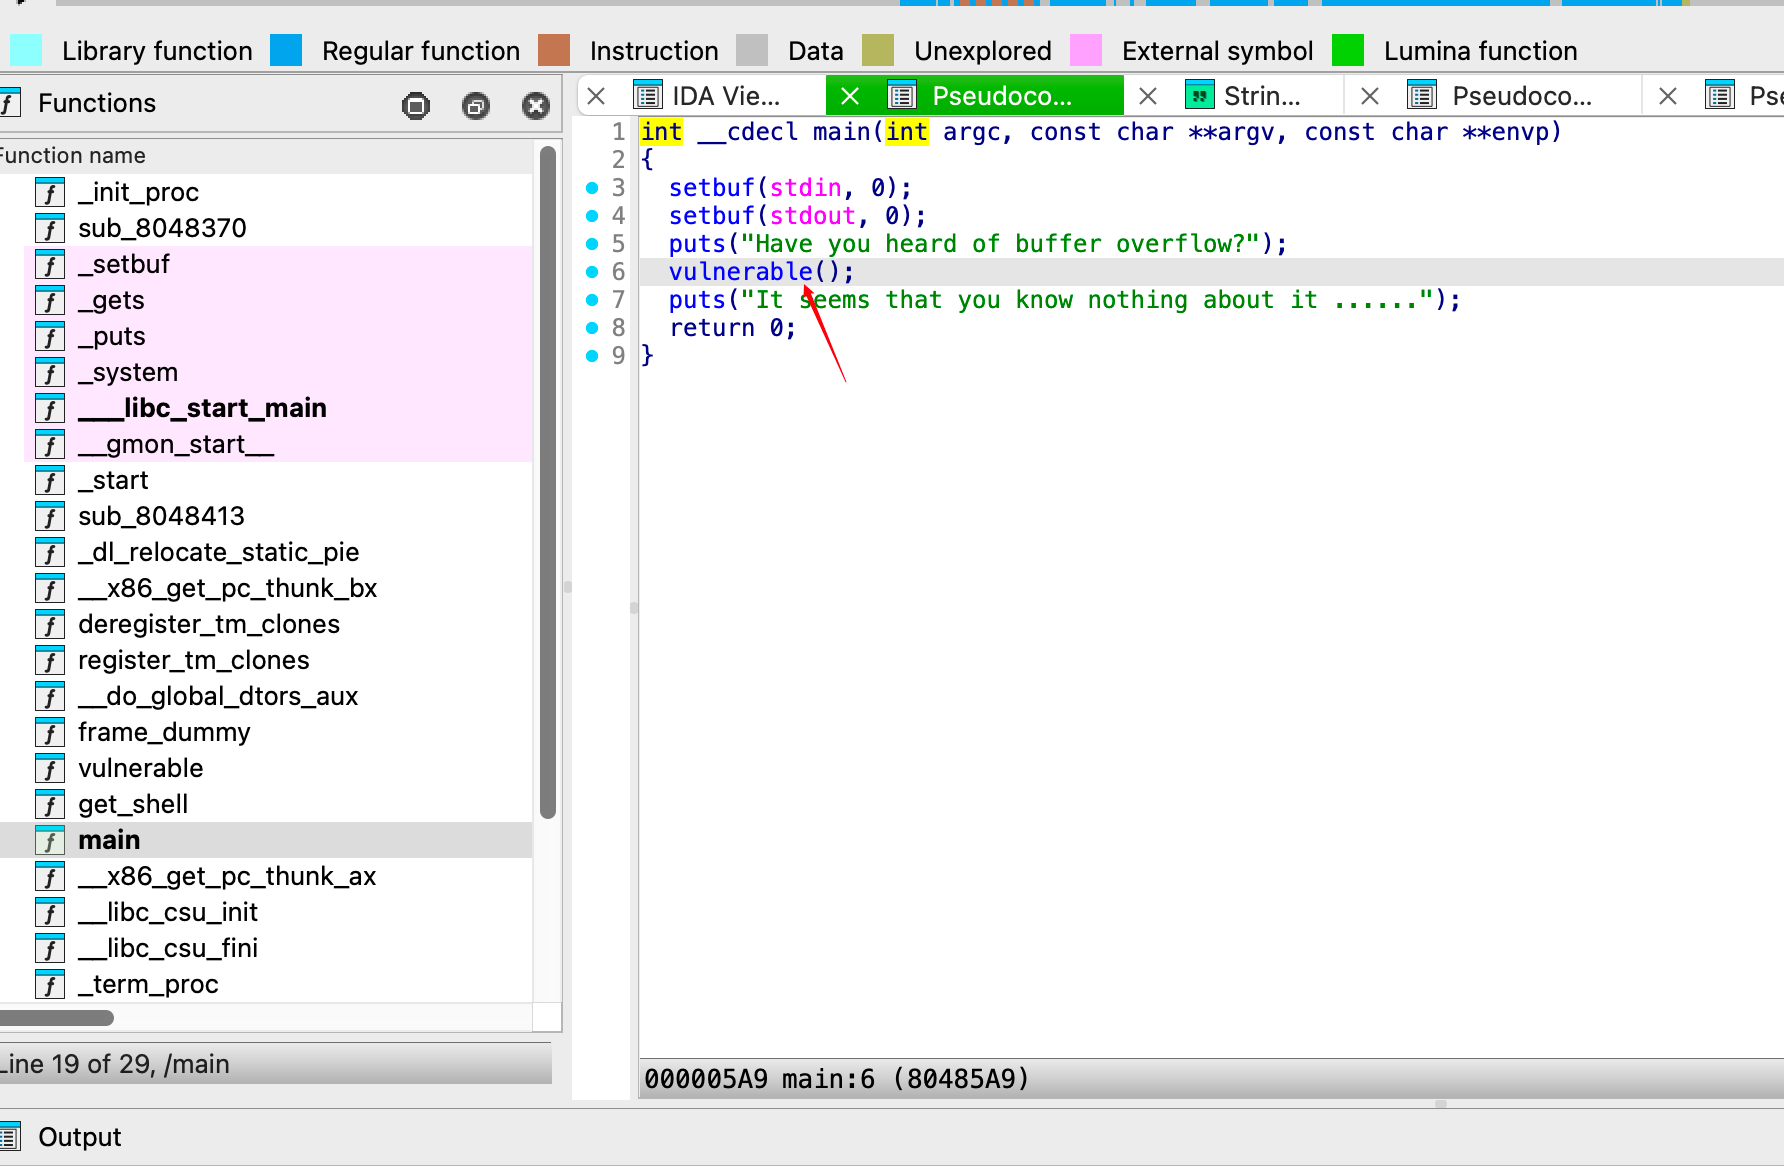 Library function Regular function Instruction Data Unexplored External symbol Lumina function
Functions
Function name
_init_proc
sub_8048370
_setbuf
_gets
_puts
_system
___libc_start_main
__gmon_start__
_start
sub_8048413
_dl_relocate_static_pie
__x86_get_pc_thunk_bx
deregister_tm_clones
register_tm_clones
__do_global_dtors_aux
frame_dummy
vulnerable
get_shell
main
__x86_get_pc_thunk_ax
__libc_csu_init
__libc_csu_fini
_term_proc
Line 19 of 29, /main
IDA Vie... Pseudoco... Strin... Pseudoco... Ps
1 int __cdecl main(int argc, const char **argv, const char **envp)
2 {
3 setbuf(stdin, 0);
4 setbuf(stdout, 0);
5 puts("Have you heard of buffer overflow?");
6 vulnerable();
7 puts("It seems that you know nothing about it ......");
8 return 0;
9 }
000005A9 main:6 (80485A9)
Output